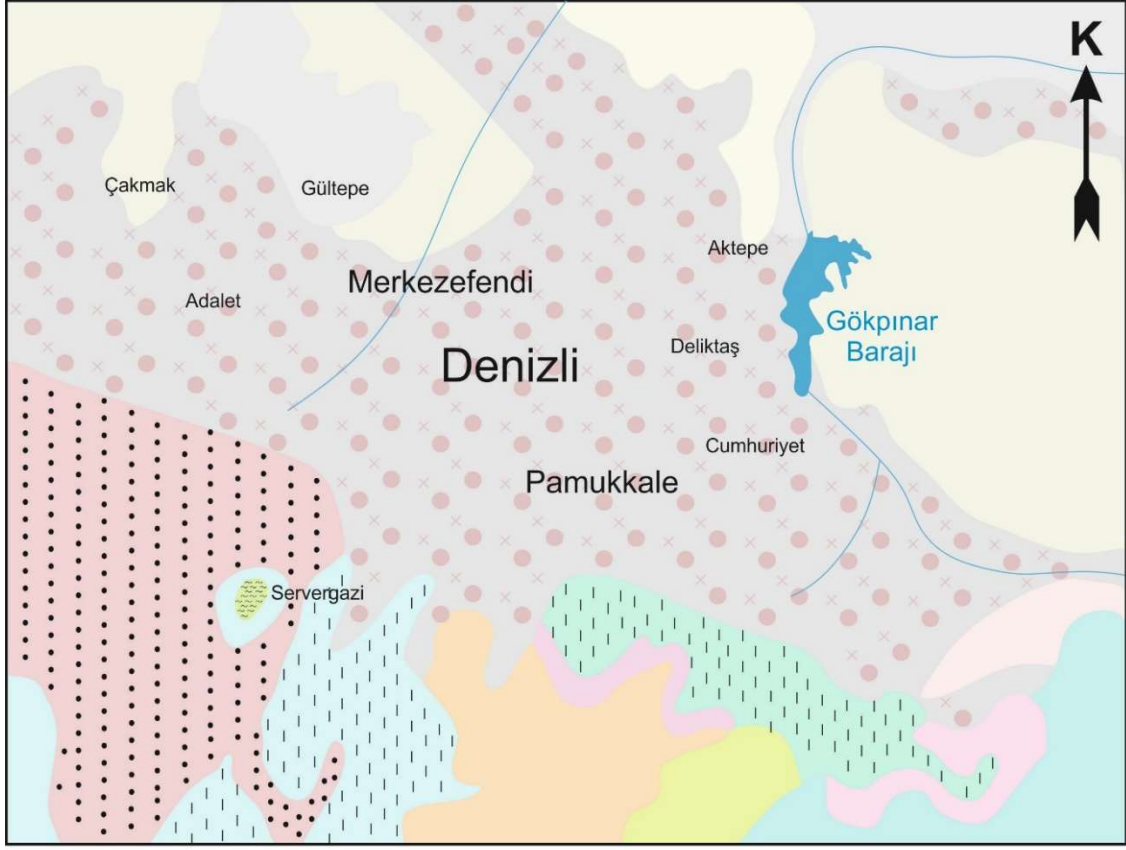 K
Çakmak
Gültepe
Aktepe
Merkezefendi
Adalet
Gökpınar
Barajı
Deliktaş
Denizli
Cumhuriyet
Pamukkale
Servergazi